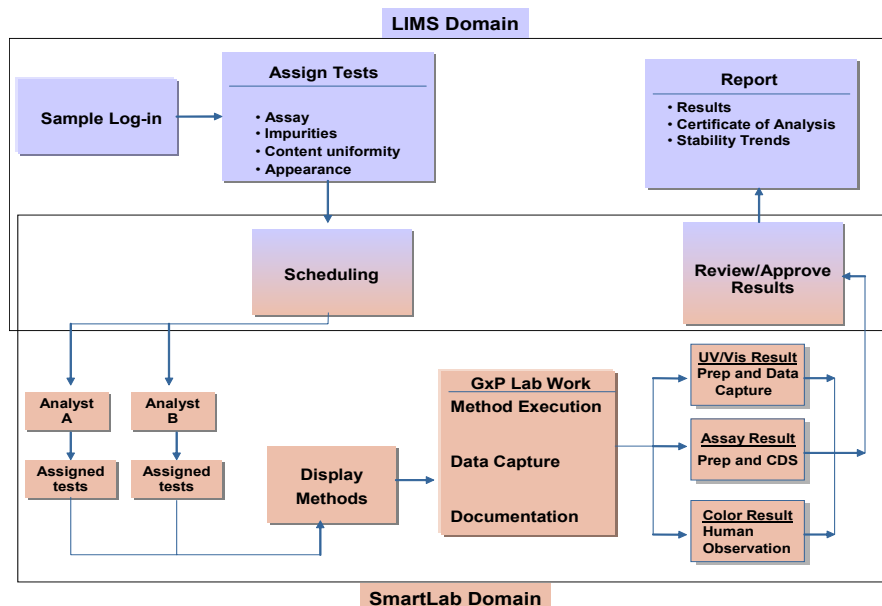 LIMS Domain
Sample Log-in
Assign Tests
• Assay
• Impurities
• Content uniformity
• Appearance
Report
• Results
• Certificate of Analysis
• Stability Trends
Scheduling
Review/Approve
Results
Analyst
A
Analyst
B
Assigned
tests
Assigned
tests
Display
Methods
GxP Lab Work
Method Execution
Data Capture
Documentation
UV/Vis Result
Prep and Data
Capture
Assay Result
Prep and CDS
Color Result
Human
Observation
SmartLab Domain